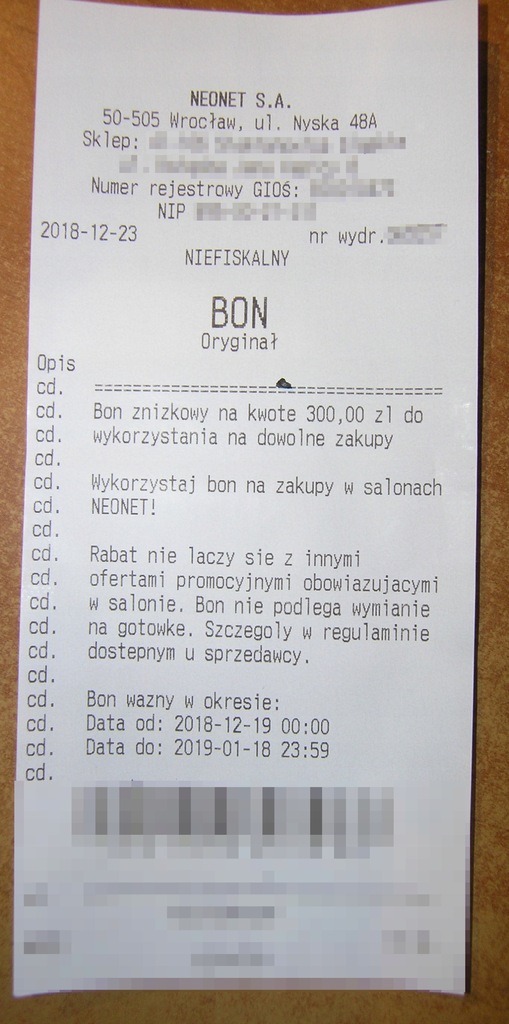 NEONET S.A.
50-505 Wrocław, ul. Nyska 48A
Sklep:
Numer rejestrowy GIOŚ:
NIP
2018-12-23 nr wydr.
NIEFISKALNY
BON
Oryginał
Opis
cd. =========================================
cd. Bon znizkowy na kwote 300,00 zl do
cd. wykorzystania na dowolne zakupy
cd.
cd. Wykorzystaj bon na zakupy w salonach
cd. NEONET!
cd.
cd. Rabat nie laczy sie z innymi
cd. ofertami promocyjnymi obowiazujacymi
cd. w salonie. Bon nie podlega wymianie
cd. na gotowke. Szczegoly w regulaminie
cd. dostepnym u sprzedawcy.
cd.
cd. Bon wazny w okresie:
cd. Data od: 2018-12-19 00:00
cd. Data do: 2019-01-18 23:59
cd.